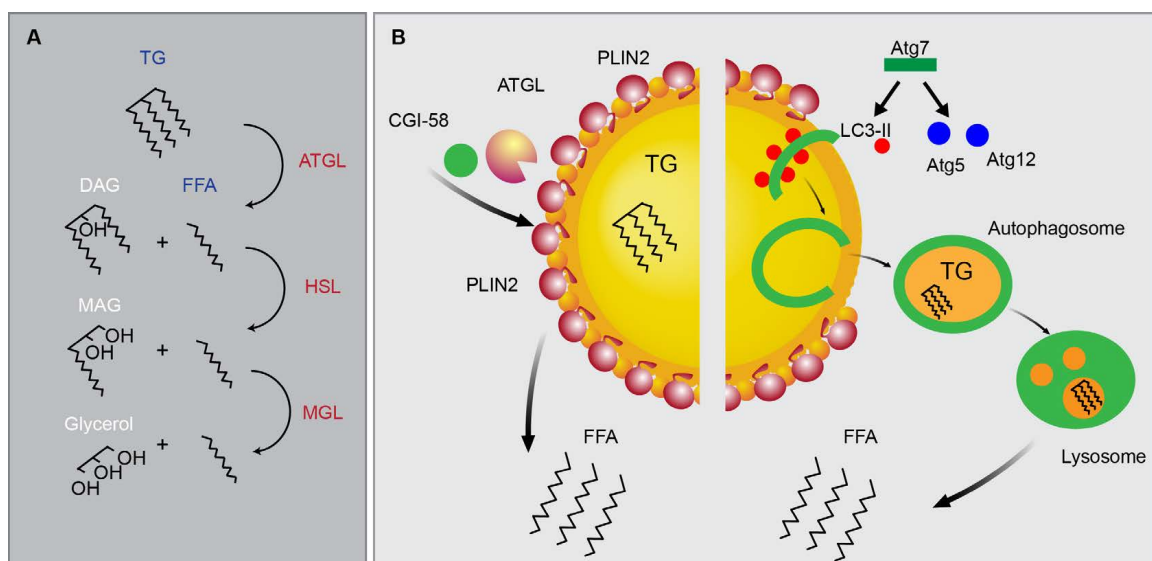 A
TG
ATGL
DAG
FFA
OH
+
HSL
MAG
OH
OH
+
MGL
Glycerol
OH
OH
OH
+
B
PLIN2
ATGL
CGI-58
TG
PLIN2
FFA
Atg7
LC3-II
Atg5
Atg12
Autophagosome
TG
Lysosome
FFA